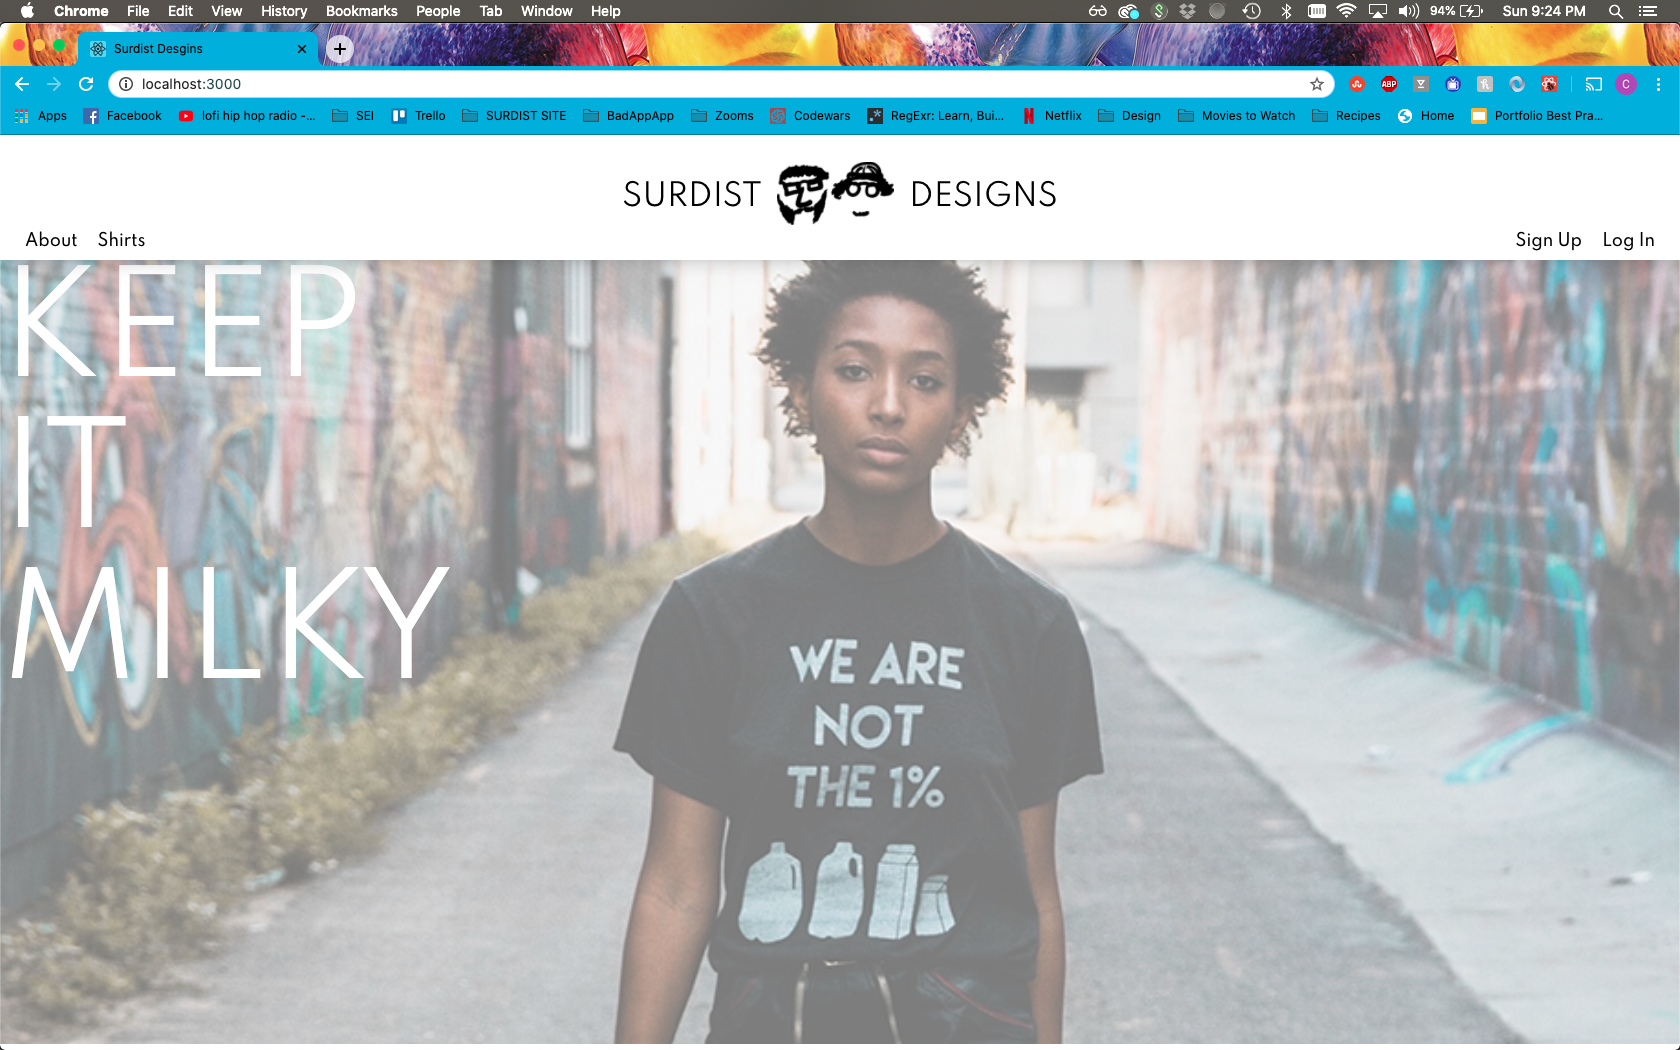 Chrome File Edit View History Bookmarks People Tab Window Help 94% Sun 9:24 PM
Surdist Desgins
localhost:3000
ABP C
Apps Facebook lofi hip hop radio -... SEI Trello SURDIST SITE BadAppApp Zooms Codewars RegExr: Learn, Bui... Netflix Design Movies to Watch Recipes Home Portfolio Best Pra...
SURDIST DESIGNS
About Shirts Sign Up Log In
KEEP
IT
MILKY
WE ARE
NOT
THE 1%